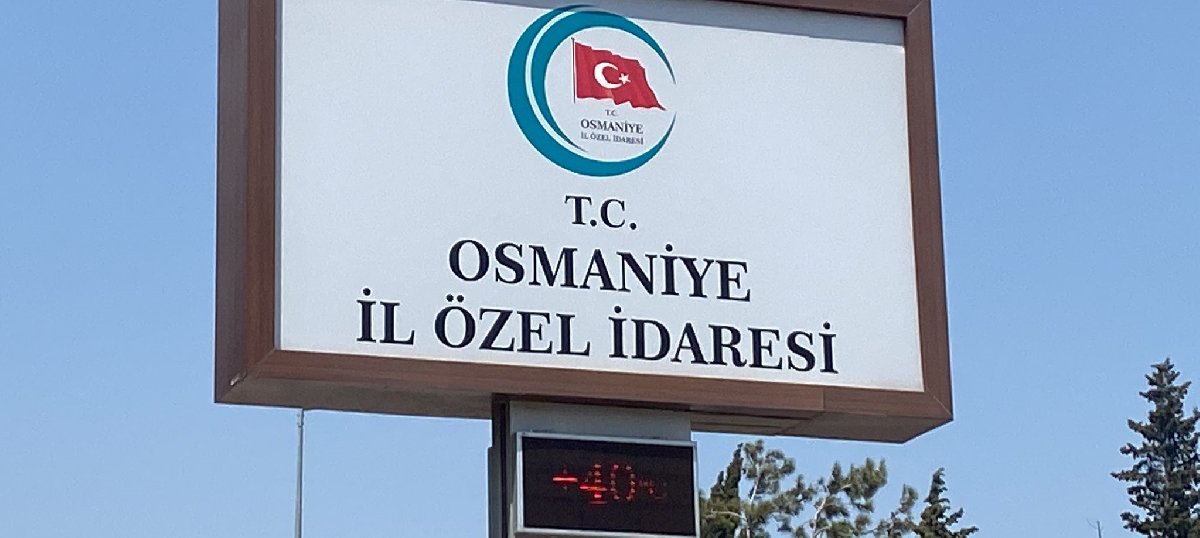 T.C.
OSMANİYE
İL ÖZEL İDARESİ
T.C.
OSMANİYE
İL ÖZEL İDARESİ
+40°C